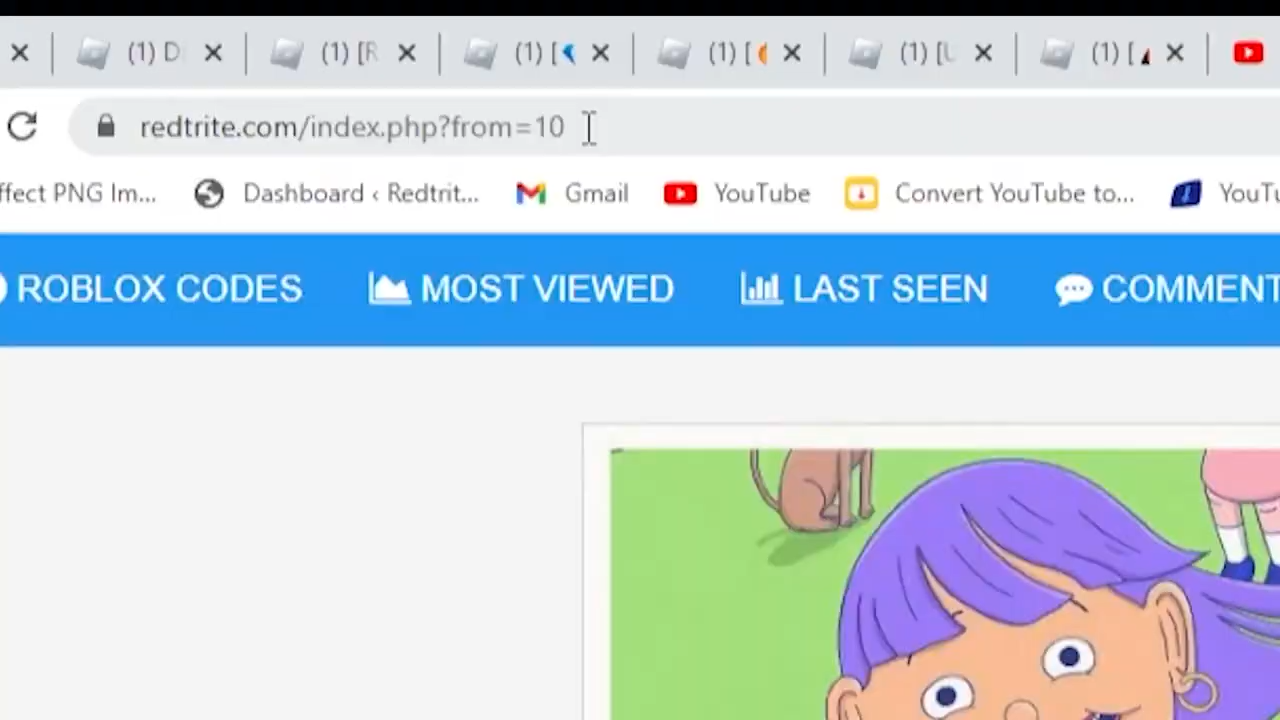 (1) D (1) [R (1) [ (1) [ (1) [U (1) [
redtrite.com/index.php?from=10
ffect PNG Im... Dashboard ‹ Redtrit... Gmail YouTube Convert YouTube to... YouTu
ROBLOX CODES MOST VIEWED LAST SEEN COMMENT